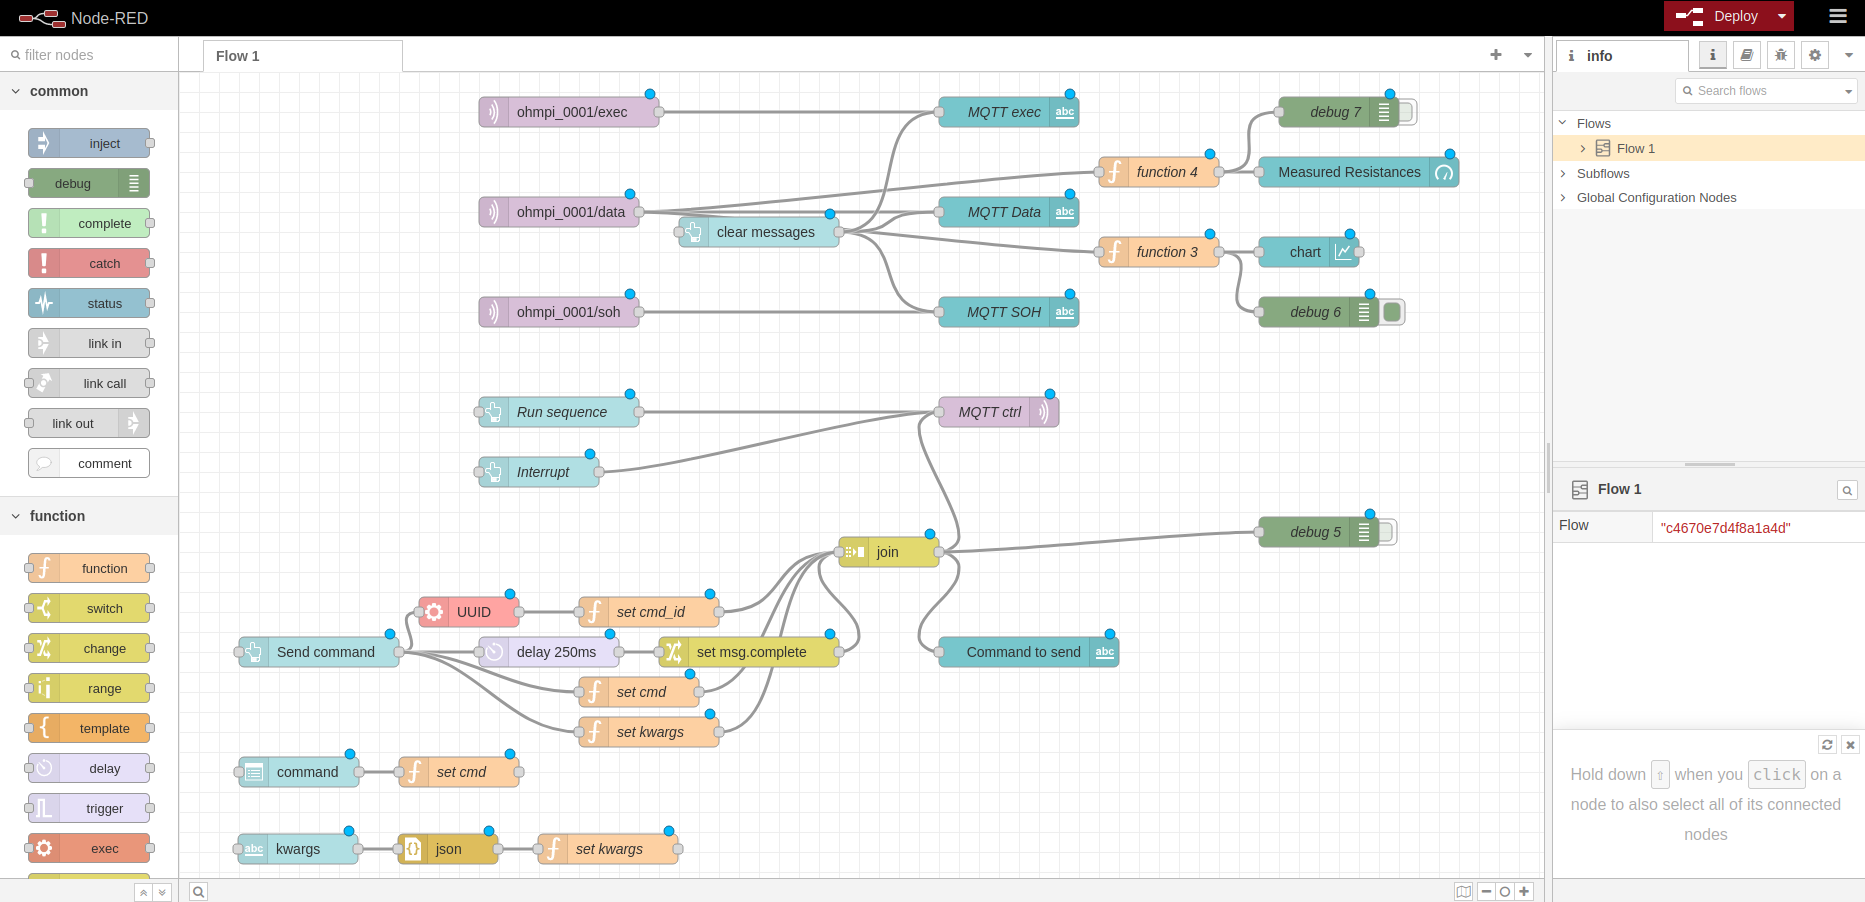 Node-RED
Deploy
filter nodes
Flow 1
info
i
Search flows
common
inject
debug
complete
catch
status
link in
link call
link out
comment
function
function
switch
change
range
template
delay
trigger
exec
ohmpi_0001/exec
MQTT exec
abc
debug 7
function 4
Measured Resistances
ohmpi_0001/data
MQTT Data
abc
clear messages
function 3
chart
ohmpi_0001/soh
MQTT SOH
abc
debug 6
Run sequence
MQTT ctrl
Interrupt
debug 5
join
UUID
set cmd_id
Send command
delay 250ms
set msg.complete
Command to send
abc
set cmd
set kwargs
command
set cmd
abc
kwargs
json
set kwargs
Flows
Flow 1
Subflows
Global Configuration Nodes
Flow 1
Flow
"c4670e7d4f8a1a4d"
Hold down ⇧ when you click on a
node to also select all of its connected
nodes